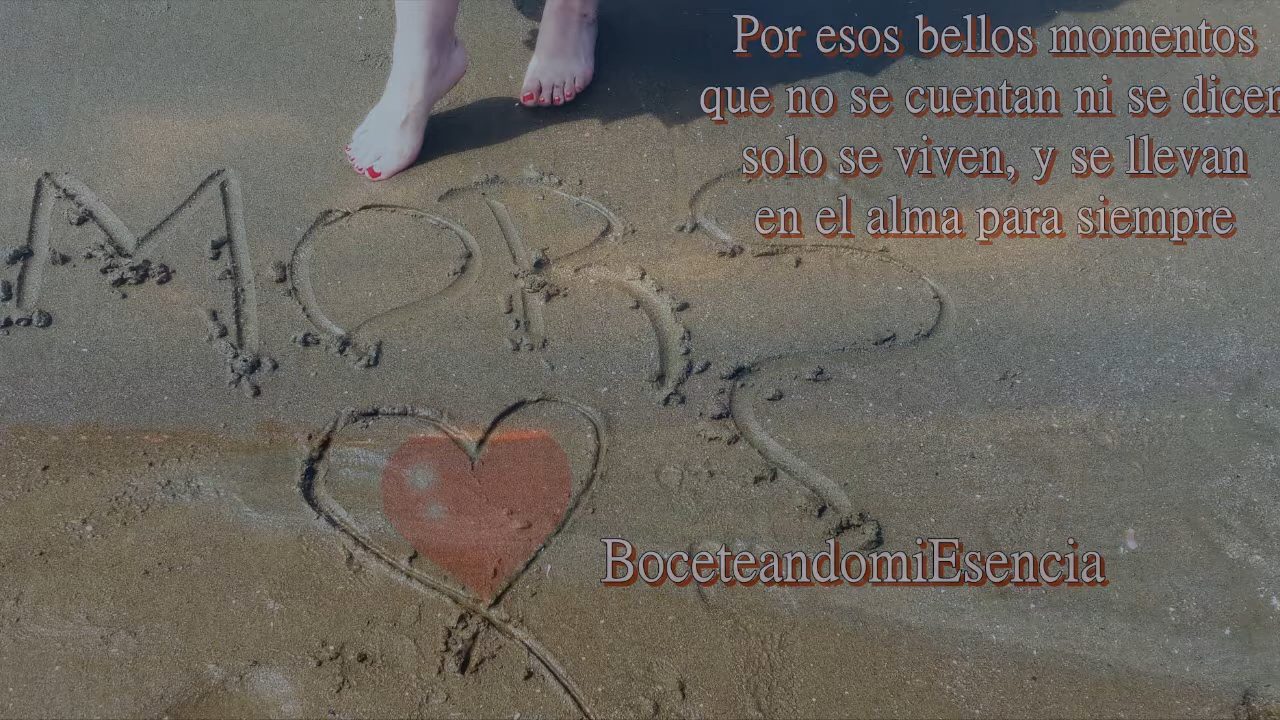 Por esos bellos momentos
que no se cuentan ni se dicen
solo se viven, y se llevan
en el alma para siempre
MORS
BoceteandomiEsencia